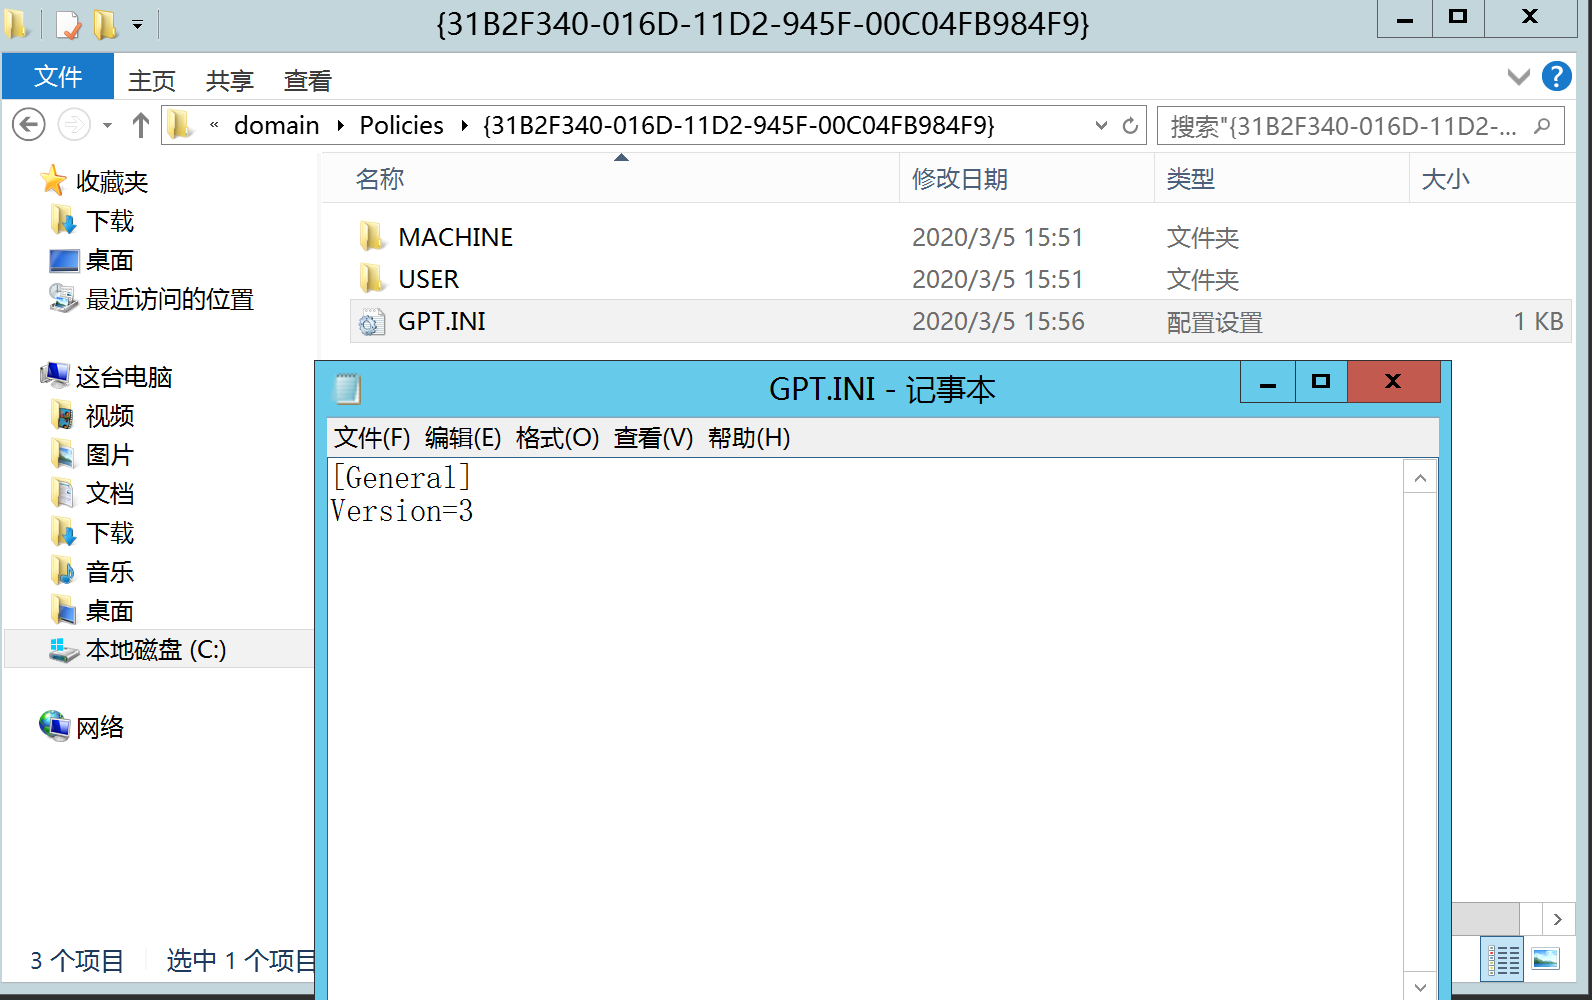 {31B2F340-016D-11D2-945F-00C04FB984F9}
文件 主页 共享 查看
« domain Policies {31B2F340-016D-11D2-945F-00C04FB984F9} 搜索"{31B2F340-016D-11D2-...
名称 修改日期 类型 大小
MACHINE 2020/3/5 15:51 文件夹
USER 2020/3/5 15:51 文件夹
GPT.INI 2020/3/5 15:56 配置设置 1 KB
收藏夹
下载
桌面
最近访问的位置
这台电脑
视频
图片
文档
下载
音乐
桌面
本地磁盘 (C:)
网络
GPT.INI - 记事本
文件(F) 编辑(E) 格式(O) 查看(V) 帮助(H)
[General]
Version=3
3 个项目 选中 1 个项目